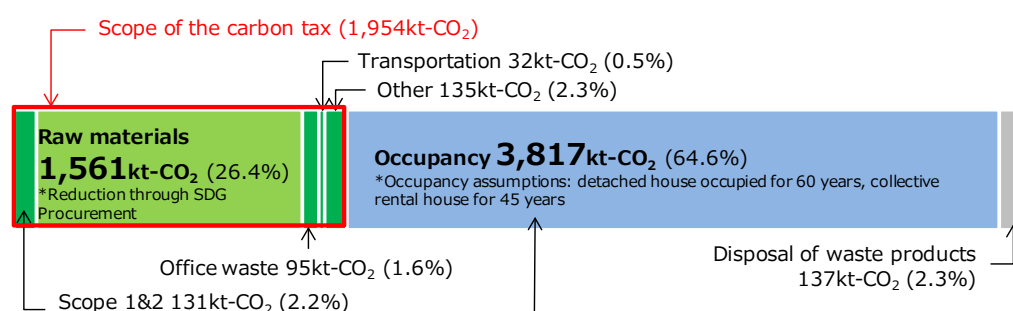 Scope of the carbon tax (1,954kt-CO₂)
Transportation 32kt-CO₂ (0.5%)
Other 135kt-CO₂ (2.3%)
Raw materials
1,561kt-CO₂ (26.4%)
*Reduction through SDG
Procurement
Occupancy 3,817kt-CO₂ (64.6%)
*Occupancy assumptions: detached house occupied for 60 years, collective
rental house for 45 years
Office waste 95kt-CO₂ (1.6%)
Disposal of waste products
137kt-CO₂ (2.3%)
Scope 1&2 131kt-CO₂ (2.2%)